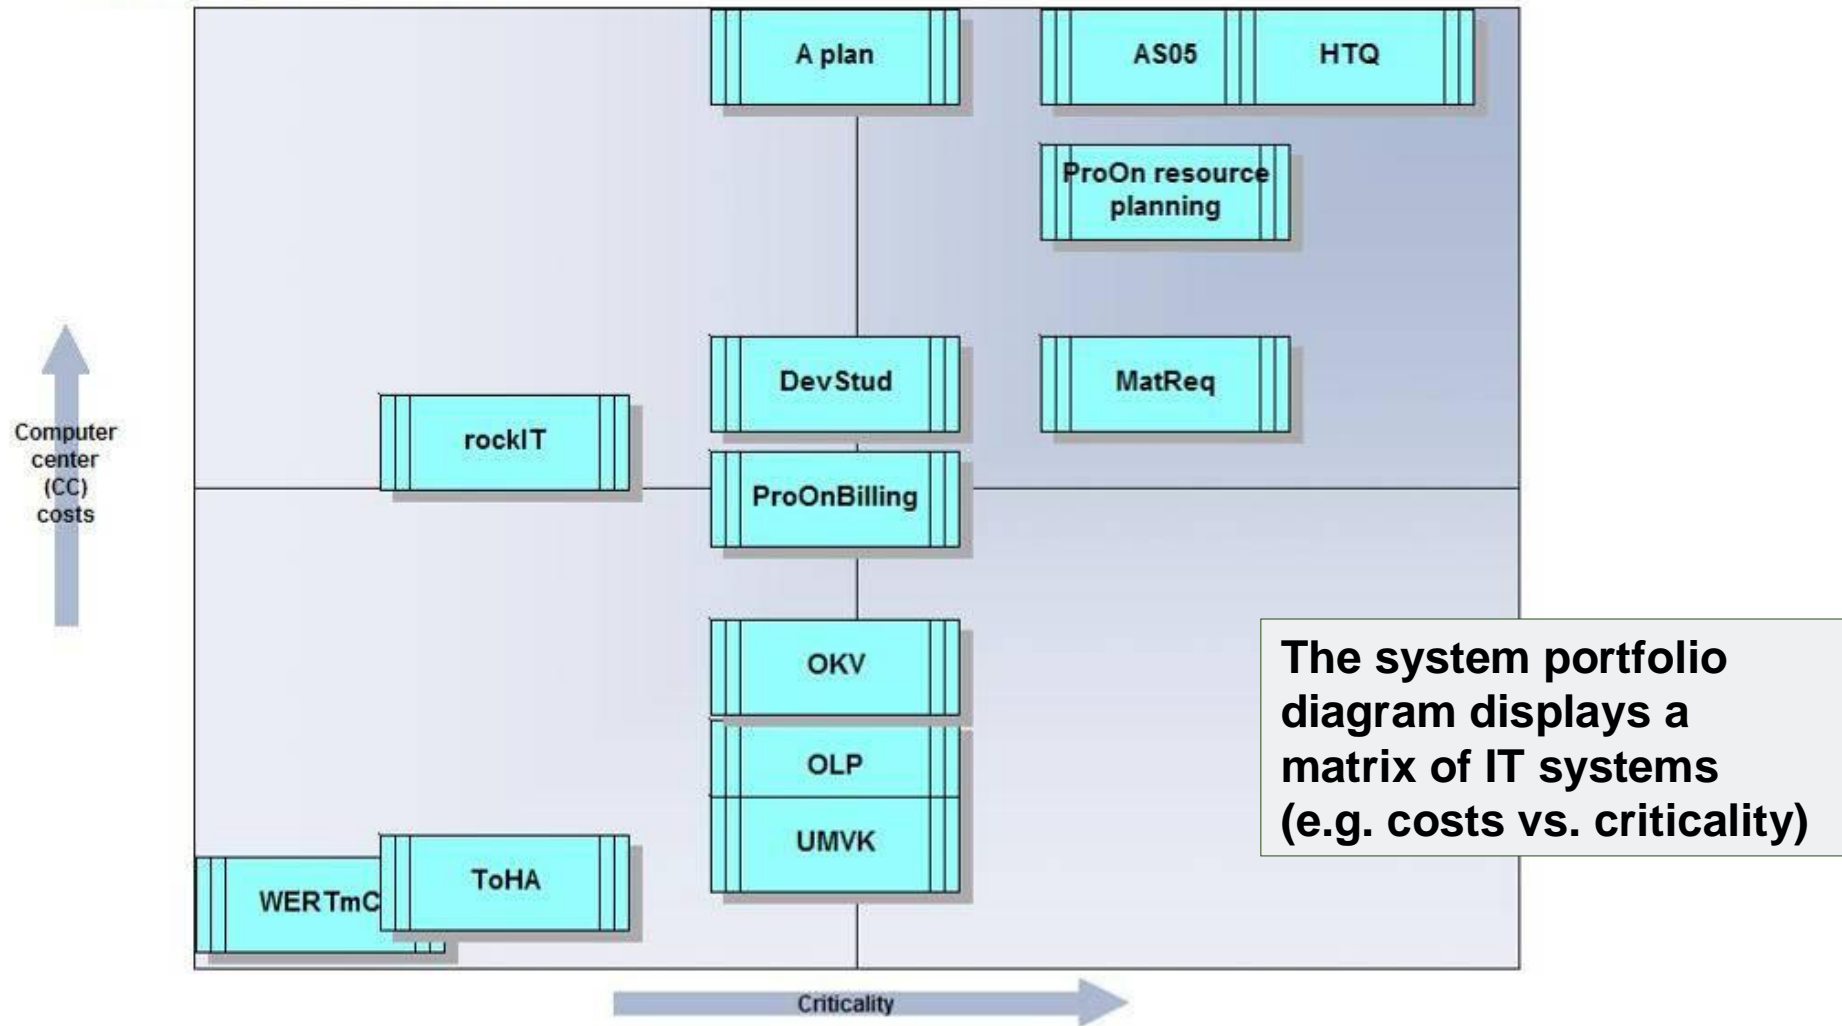 A plan
AS05
HTQ
ProOn resource
planning
DevStud
MatReq
rockIT
Computer
center
(CC)
costs
ProOnBilling
OKV
The system portfolio
diagram displays a
matrix of IT systems
(e.g. costs vs. criticality)
OLP
UMVK
ToHA
WERTmC
Criticality